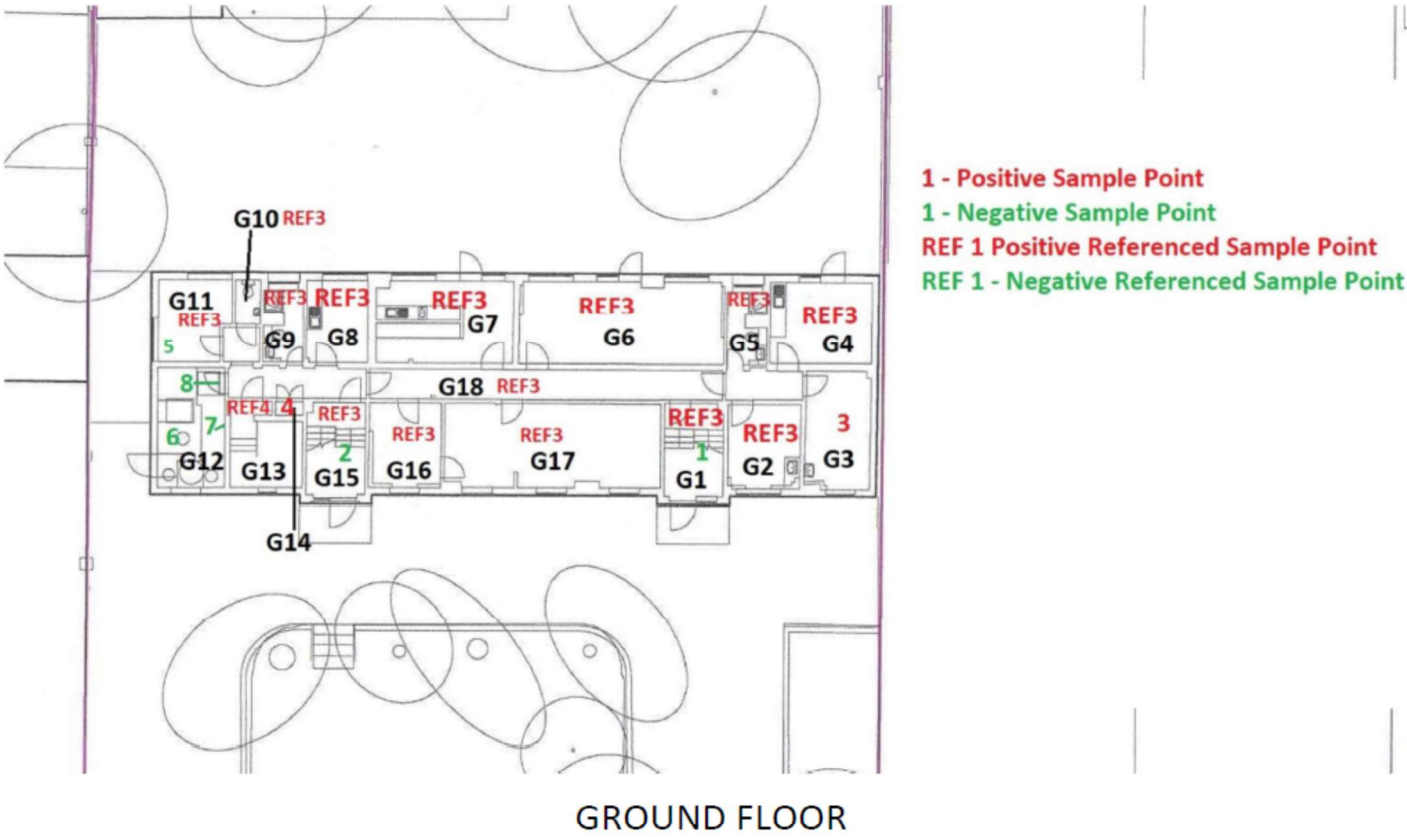 1 - Positive Sample Point
1 - Negative Sample Point
REF 1 Positive Referenced Sample Point
REF 1 - Negative Referenced Sample Point
G10 REF3
G11
REF3
5
REF3
G9
REF3
G8
REF3
G7
REF3
G6
REF3
G5
REF3
G4
8
G18 REF3
7
6
G12
REF4
G13
4
G14
REF3
2
G15
REF3
G16
REF3
G17
REF3
1
G1
REF3
G2
3
G3
GROUND FLOOR